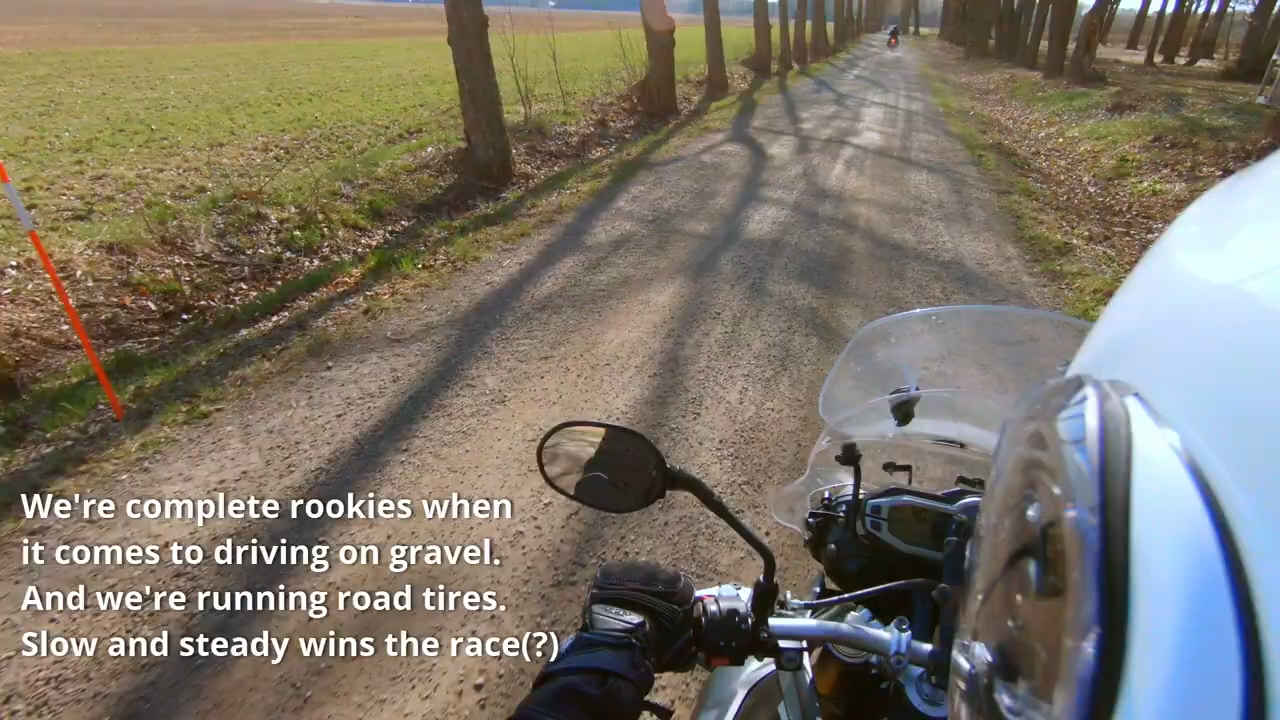 We're complete rookies when
it comes to driving on gravel.
And we're running road tires.
Slow and steady wins the race(?)